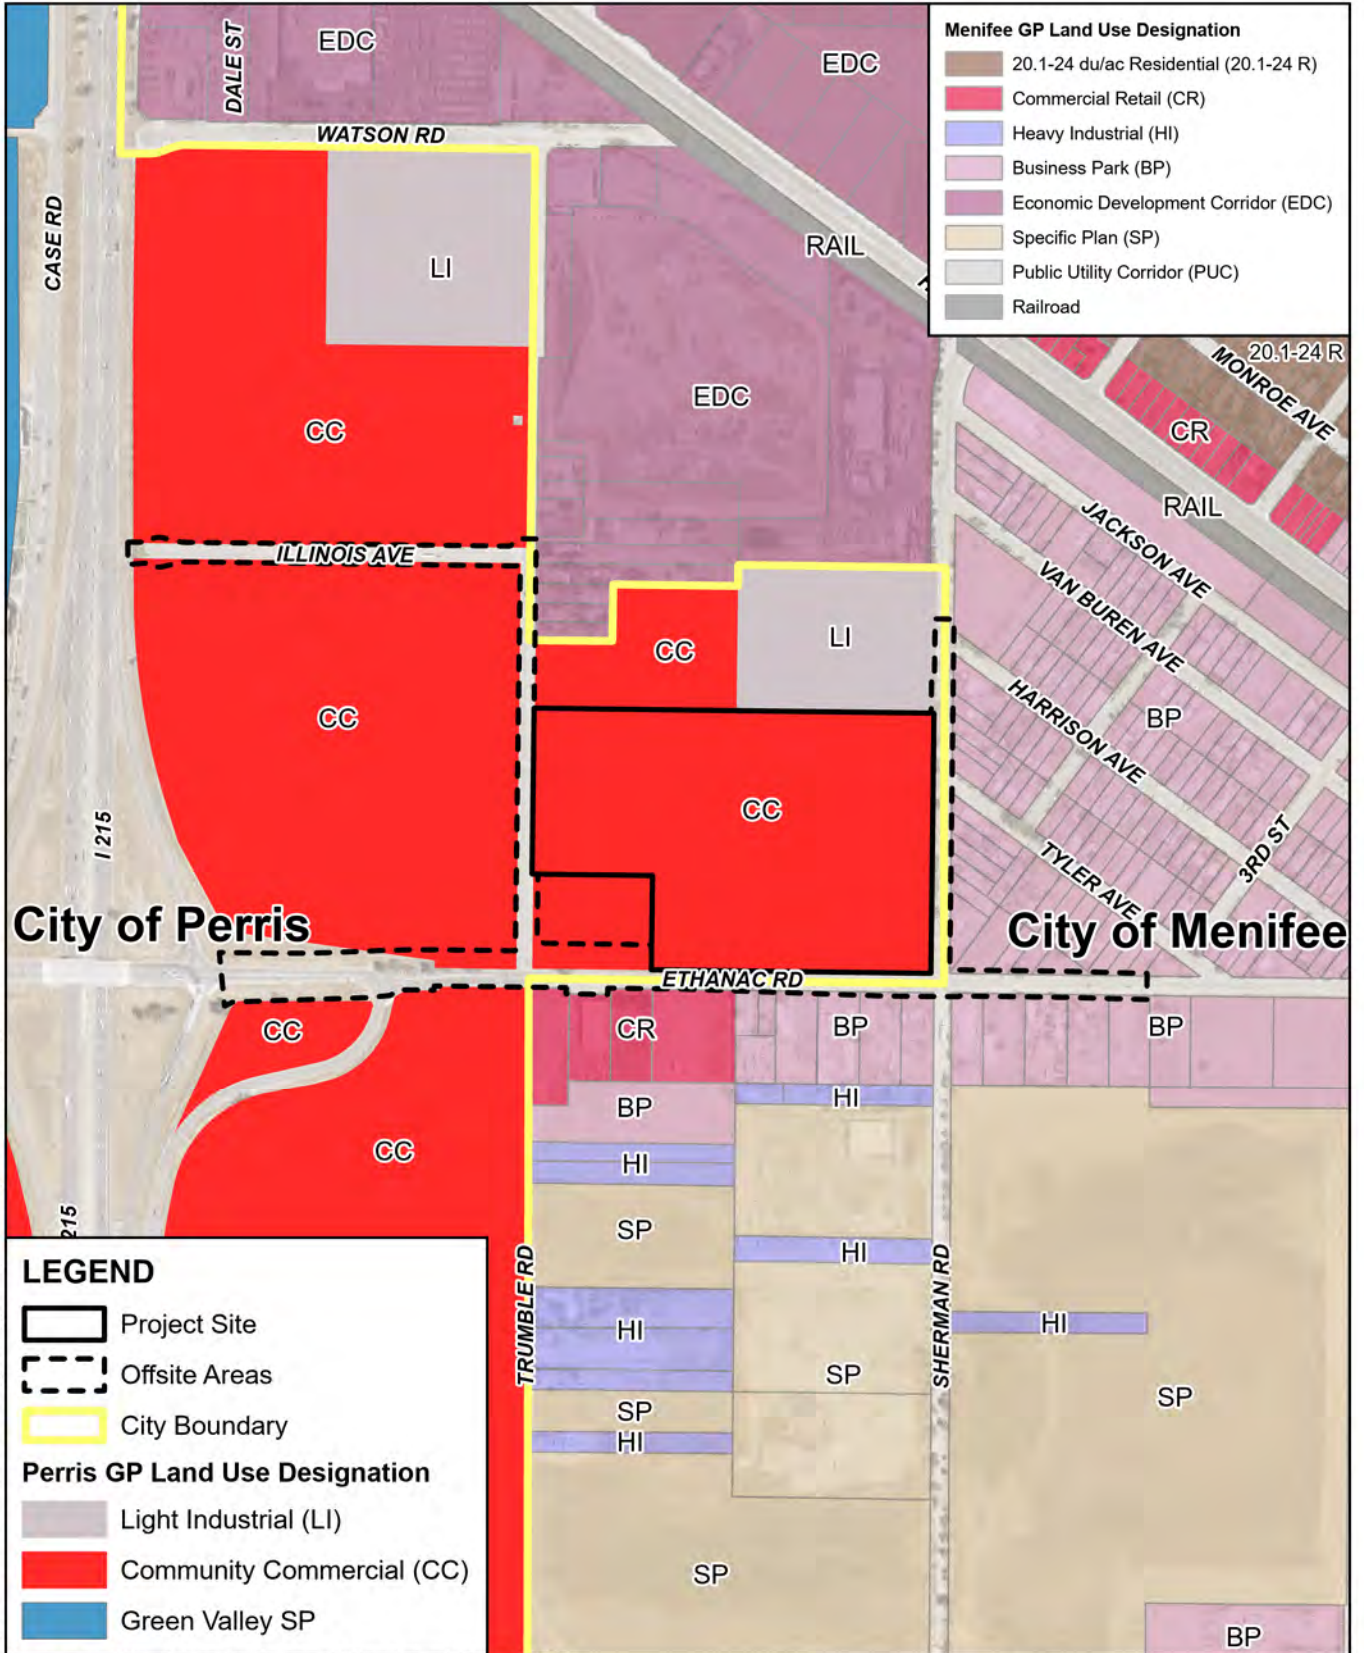 EDC
DALE ST
EDC
WATSON RD
Menifee GP Land Use Designation
20.1-24 du/ac Residential (20.1-24 R)
Commercial Retail (CR)
Heavy Industrial (HI)
Business Park (BP)
Economic Development Corridor (EDC)
Specific Plan (SP)
Public Utility Corridor (PUC)
Railroad
CASE RD
LI
RAIL
20.1-24 R
MONROE AVE
EDC
CC
CR
RAIL
JACKSON AVE
ILLINOIS AVE
VAN BUREN AVE
CC
LI
HARRISON AVE
CC
BP
CC
I 215
TYLER AVE
3RD ST
City of Perris
City of Menifee
ETHANAC RD
CC
CR
BP
BP
HI
BP
CC
HI
215
SP
HI
TRUMBLE RD
SHERMAN RD
HI
HI
SP
SP
SP
HI
SP
BP
LEGEND
Project Site
Offsite Areas
City Boundary
Perris GP Land Use Designation
Light Industrial (LI)
Community Commercial (CC)
Green Valley SP